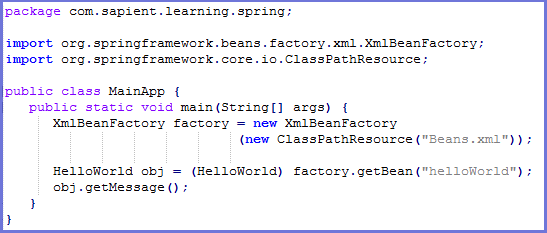 package com.sapient.learning.spring;
import org.springframework.beans.factory.xml.XmlBeanFactory;
import org.springframework.core.io.ClassPathResource;
public class MainApp {
public static void main(String[] args) {
XmlBeanFactory factory = new XmlBeanFactory
(new ClassPathResource("Beans.xml"));
HelloWorld obj = (HelloWorld) factory.getBean("helloWorld");
obj.getMessage();
}
}